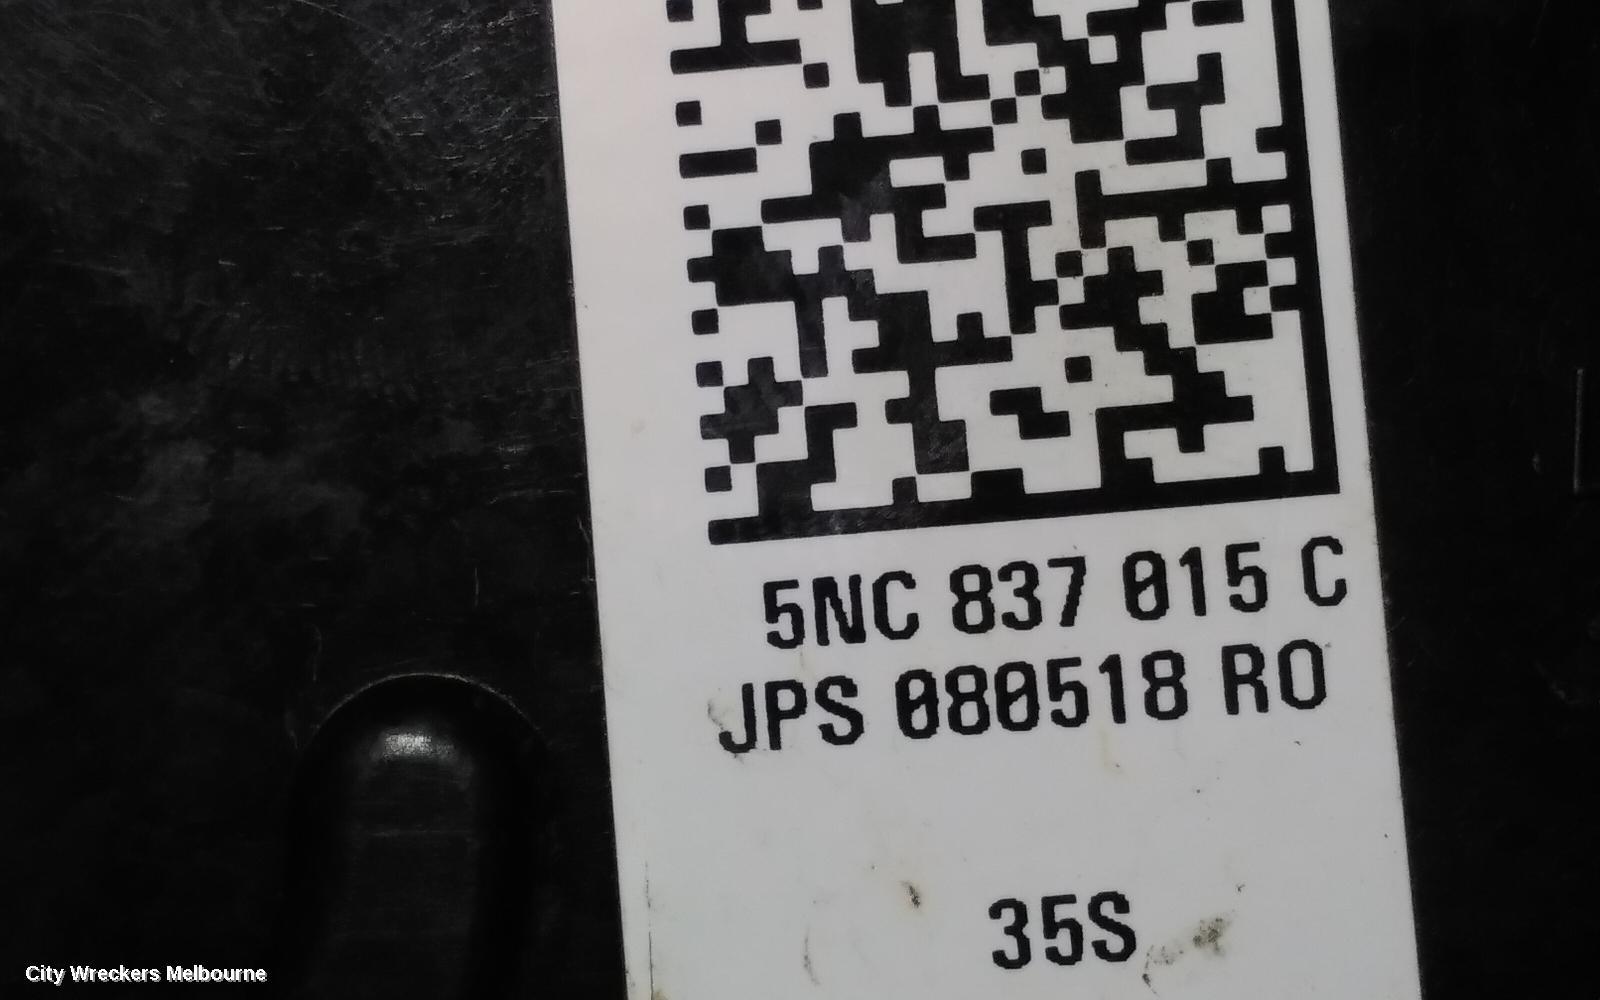 5NC 837 015 C
JPS 080518 RO
35S
City Wreckers Melbourne